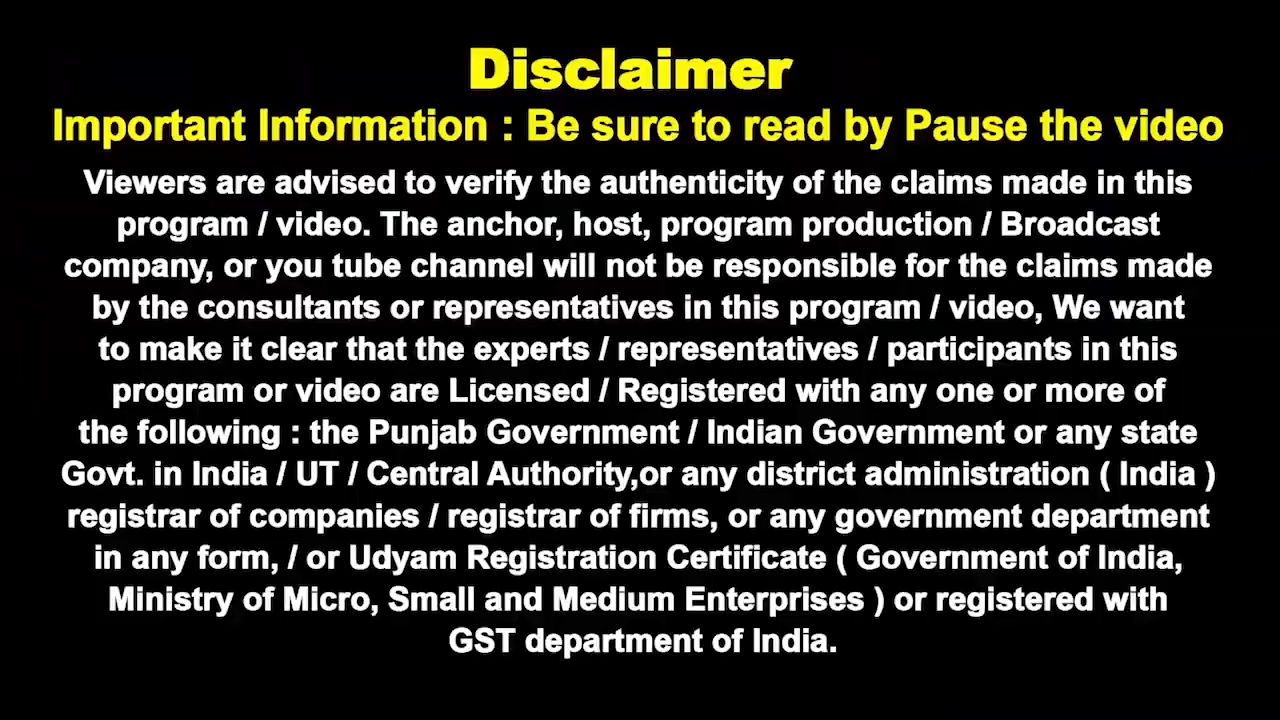 Disclaimer
Important Information : Be sure to read by Pause the video
Viewers are advised to verify the authenticity of the claims made in this
program / video. The anchor, host, program production / Broadcast
company, or you tube channel will not be responsible for the claims made
by the consultants or representatives in this program / video, We want
to make it clear that the experts / representatives / participants in this
program or video are Licensed / Registered with any one or more of
the following : the Punjab Government / Indian Government or any state
Govt. in India / UT / Central Authority,or any district administration ( India )
registrar of companies / registrar of firms, or any government department
in any form, / or Udyam Registration Certificate ( Government of India,
Ministry of Micro, Small and Medium Enterprises ) or registered with
GST department of India.